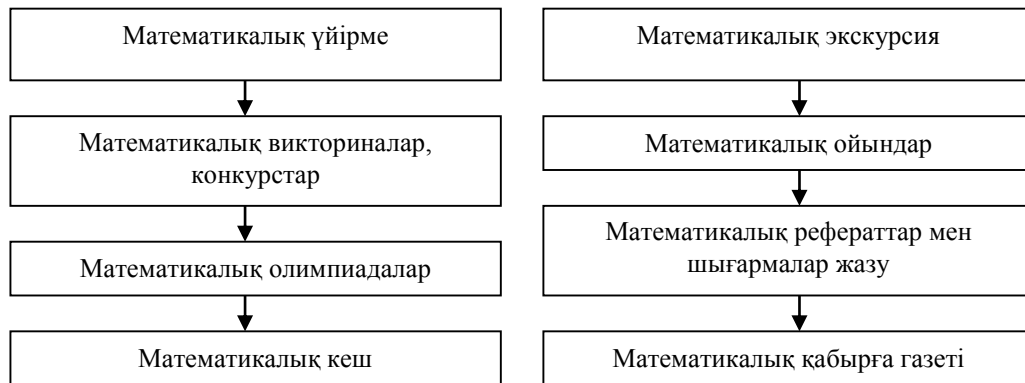 Математикалық үйірме
Математикалық викториналар,
конкурстар
Математикалық олимпиадалар
Математикалық кеш
Математикалық экскурсия
Математикалық ойындар
Математикалық рефераттар мен
шығармалар жазу
Математикалық қабырға газеті